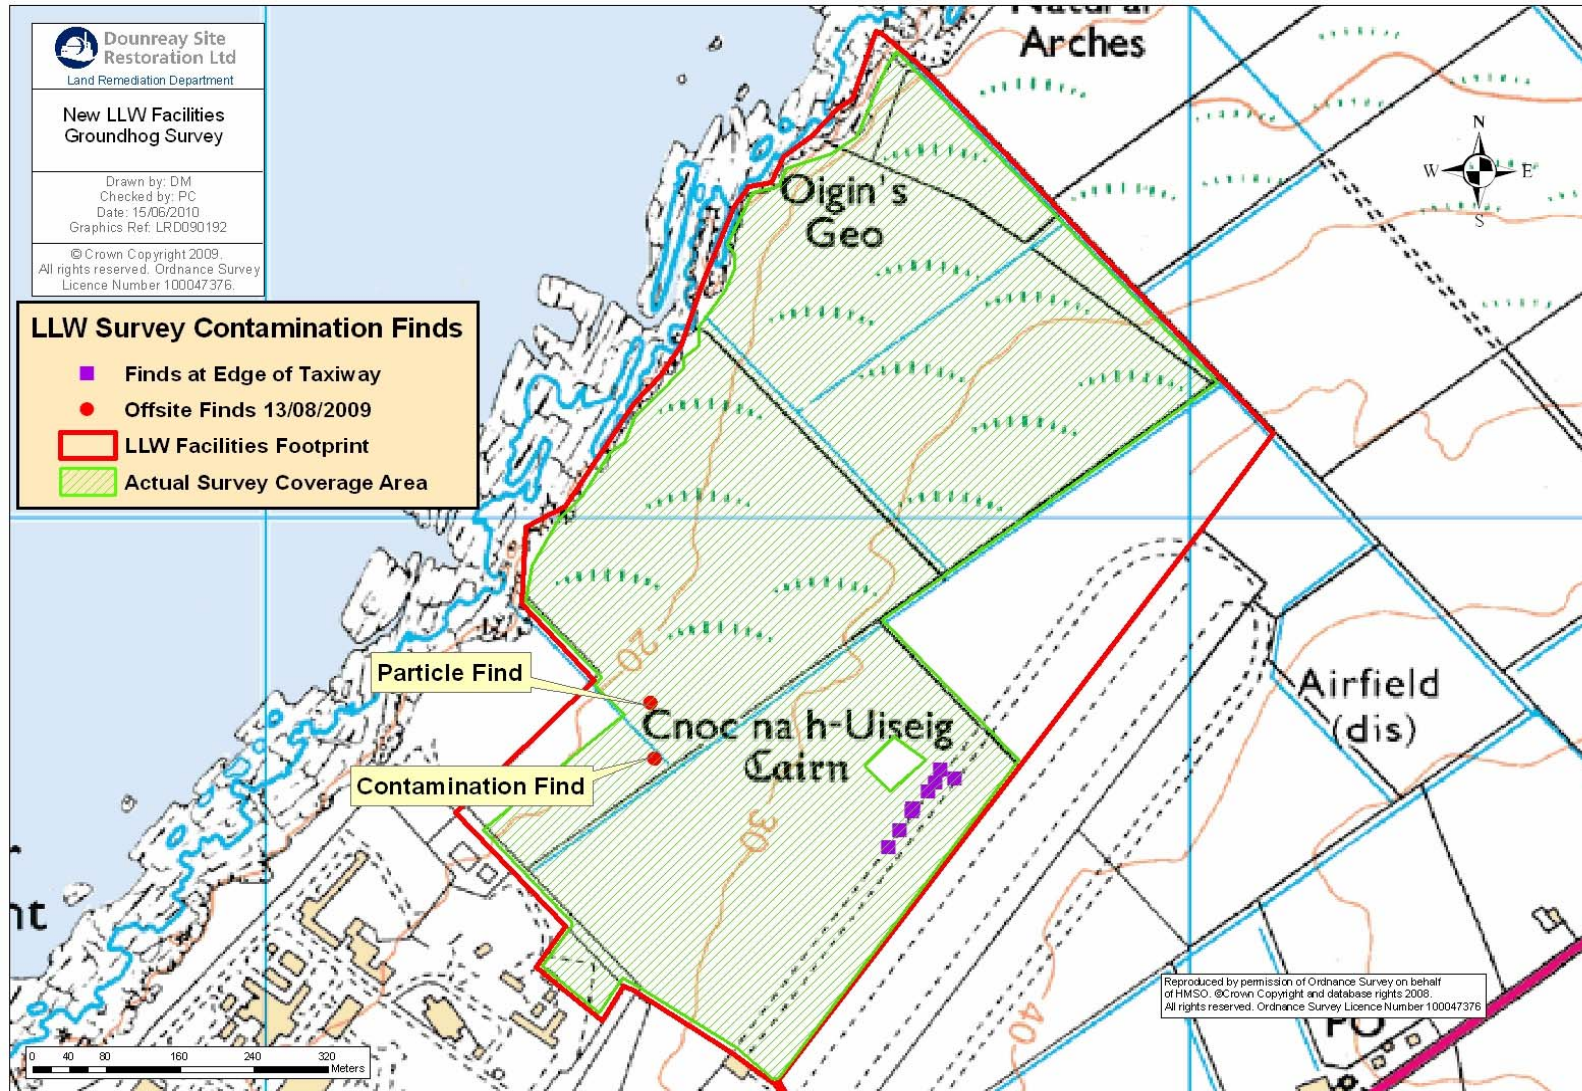 Dounreay Site
Restoration Ltd
Land Remediation Department
New LLW Facilities
Groundhog Survey
Drawn by: DM
Checked by: PC
Date: 15/06/2010
Graphics Ref: LRD090192
© Crown Copyright 2009.
All rights reserved. Ordnance Survey
Licence Number 100047376.
LLW Survey Contamination Finds
Finds at Edge of Taxiway
Offsite Finds 13/08/2009
LLW Facilities Footprint
Actual Survey Coverage Area
Natural
Arches
N
W E
S
Oigin's
Geo
20
Particle Find
Cnoc na h-Uiseig
Cairn
Contamination Find
30
Airfield
(dis)
nt
40
Reproduced by permission of Ordnance Survey on behalf
of HMSO. ©Crown Copyright and database rights 2008.
All rights reserved. Ordnance Survey Licence Number 100047376
PO
0 40 80 160 240 320
Meters